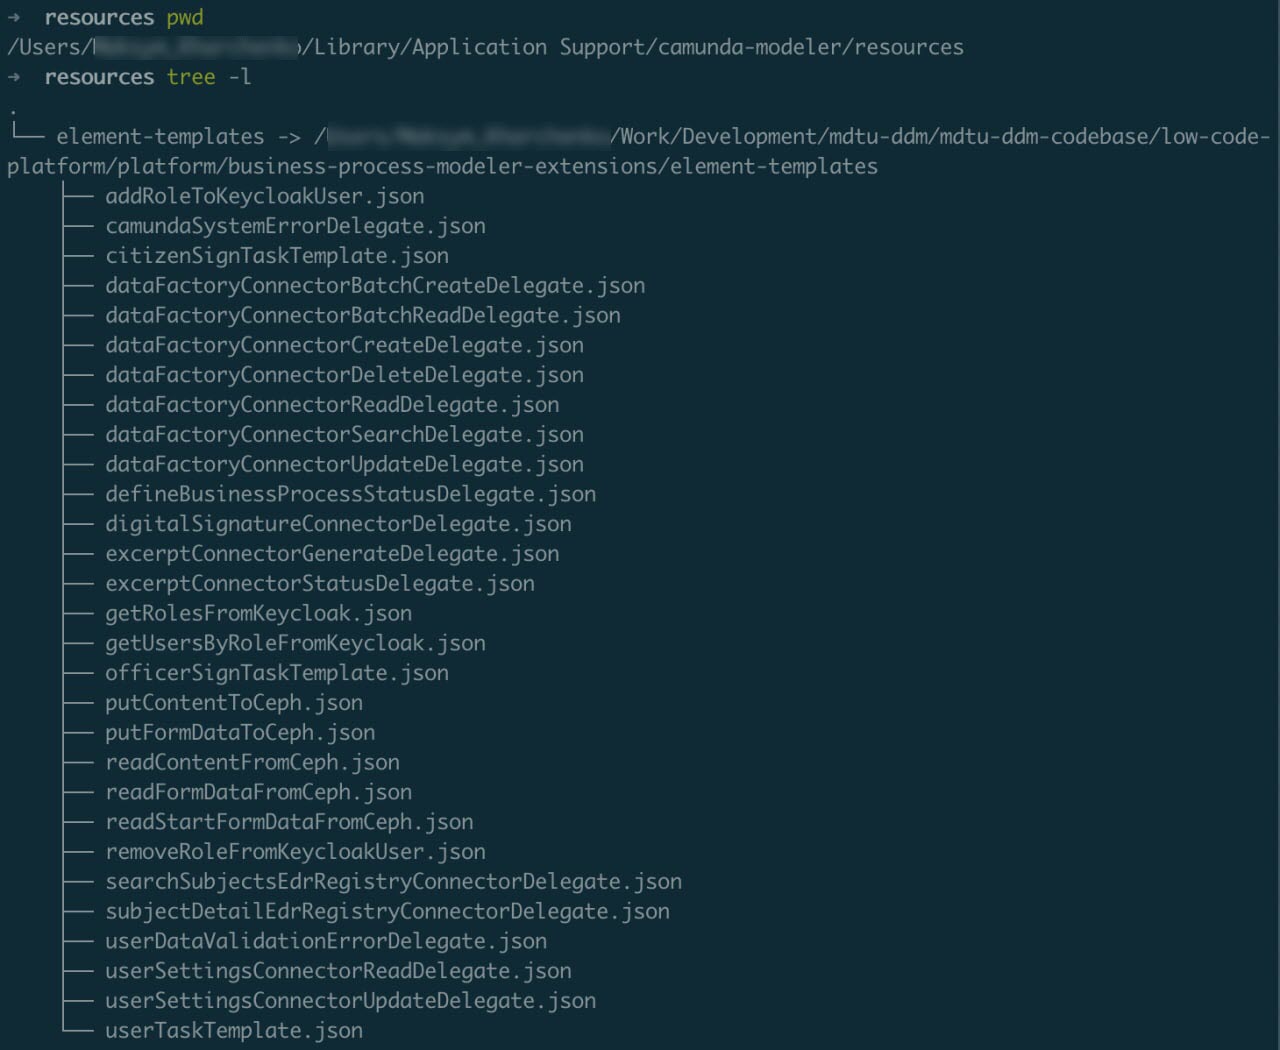 → resources pwd
/Users/ /Library/Application Support/camunda-modeler/resources
→ resources tree -l
.
└── element-templates -> / /Work/Development/mdtu-ddm/mdtu-ddm-codebase/low-code-
platform/platform/business-process-modeler-extensions/element-templates
├── addRoleToKeycloakUser.json
├── camundaSystemErrorDelegate.json
├── citizenSignTaskTemplate.json
├── dataFactoryConnectorBatchCreateDelegate.json
├── dataFactoryConnectorBatchReadDelegate.json
├── dataFactoryConnectorCreateDelegate.json
├── dataFactoryConnectorDeleteDelegate.json
├── dataFactoryConnectorReadDelegate.json
├── dataFactoryConnectorSearchDelegate.json
├── dataFactoryConnectorUpdateDelegate.json
├── defineBusinessProcessStatusDelegate.json
├── digitalSignatureConnectorDelegate.json
├── excerptConnectorGenerateDelegate.json
├── excerptConnectorStatusDelegate.json
├── getRolesFromKeycloak.json
├── getUsersByRoleFromKeycloak.json
├── officerSignTaskTemplate.json
├── putContentToCeph.json
├── putFormDataToCeph.json
├── readContentFromCeph.json
├── readFormDataFromCeph.json
├── readStartFormDataFromCeph.json
├── removeRoleFromKeycloakUser.json
├── searchSubjectsEdrRegistryConnectorDelegate.json
├── subjectDetailEdrRegistryConnectorDelegate.json
├── userDataValidationErrorDelegate.json
├── userSettingsConnectorReadDelegate.json
├── userSettingsConnectorUpdateDelegate.json
└── userTaskTemplate.json